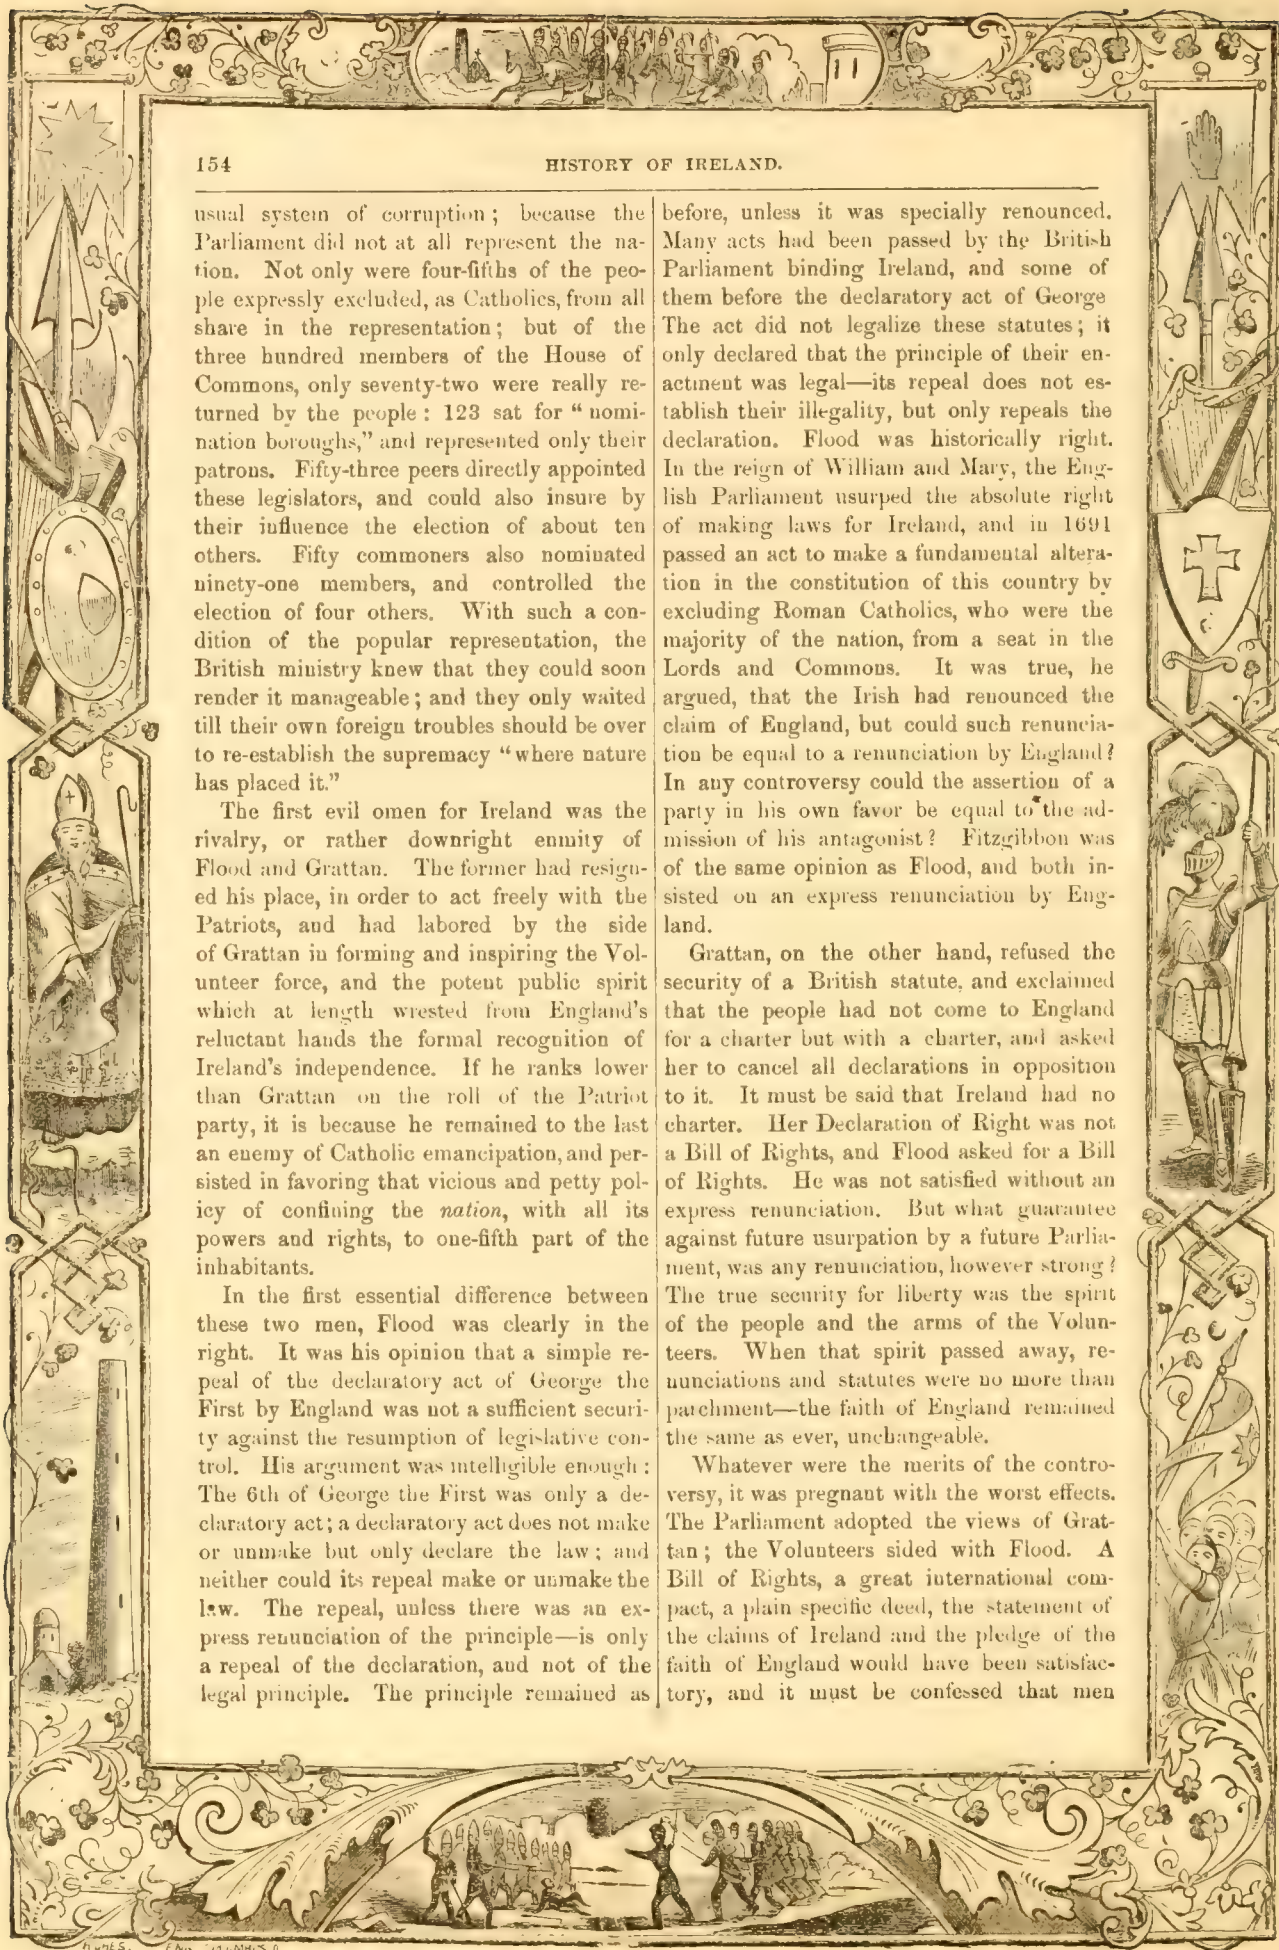 154
HISTORY OF IRELAND.
usual system of corruption; because the
Parliament did not at all represent the na-
tion. Not only were four-fifths of the peo-
ple expressly excluded, as Catholics, from all
share in the representation; but of the
three hundred members of the House of
Commons, only seventy-two were really re-
turned by the people: 123 sat for "nomi-
nation boroughs," and represented only their
patrons. Fifty-three peers directly appointed
these legislators, and could also insure by
their influence the election of about ten
others. Fifty commoners also nominated
ninety-one members, and controlled the
election of four others. With such a con-
dition of the popular representation, the
British ministry knew that they could soon
render it manageable; and they only waited
till their own foreign troubles should be over
to re-establish the supremacy "where nature
has placed it."
The first evil omen for Ireland was the
rivalry, or rather downright enmity of
Flood and Grattan. The former had resign-
ed his place, in order to act freely with the
Patriots, and had labored by the side
of Grattan in forming and inspiring the Vol-
unteer force, and the potent public spirit
which at length wrested from England's
reluctant hands the formal recognition of
Ireland's independence. If he ranks lower
than Grattan on the roll of the Patriot
party, it is because he remained to the last
an enemy of Catholic emancipation, and per-
sisted in favoring that vicious and petty pol-
icy of confining the nation, with all its
powers and rights, to one-fifth part of the
inhabitants.
In the first essential difference between
these two men, Flood was clearly in the
right. It was his opinion that a simple re-
peal of the declaratory act of George the
First by England was not a sufficient securi-
ty against the resumption of legislative con-
trol. His argument was intelligible enough:
The 6th of George the First was only a de-
claratory act; a declaratory act does not make
or unmake but only declare the law; and
neither could its repeal make or unmake the
law. The repeal, unless there was an ex-
press renunciation of the principle—is only
a repeal of the declaration, and not of the
legal principle. The principle remained as
before, unless it was specially renounced.
Many acts had been passed by the British
Parliament binding Ireland, and some of
them before the declaratory act of George
The act did not legalize these statutes; it
only declared that the principle of their en-
actment was legal—its repeal does not es-
tablish their illegality, but only repeals the
declaration. Flood was historically right.
In the reign of William and Mary, the Eng-
lish Parliament usurped the absolute right
of making laws for Ireland, and in 1691
passed an act to make a fundamental altera-
tion in the constitution of this country by
excluding Roman Catholics, who were the
majority of the nation, from a seat in the
Lords and Commons. It was true, he
argued, that the Irish had renounced the
claim of England, but could such renuncia-
tion be equal to a renunciation by England?
In any controversy could the assertion of a
party in his own favor be equal to the ad-
mission of his antagonist? Fitzgibbon was
of the same opinion as Flood, and both in-
sisted on an express renunciation by Eng-
land.
Grattan, on the other hand, refused the
security of a British statute, and exclaimed
that the people had not come to England
for a charter but with a charter, and asked
her to cancel all declarations in opposition
to it. It must be said that Ireland had no
charter. Her Declaration of Right was not
a Bill of Rights, and Flood asked for a Bill
of Rights. He was not satisfied without an
express renunciation. But what guarantee
against future usurpation by a future Parlia-
ment, was any renunciation, however strong?
The true security for liberty was the spirit
of the people and the arms of the Volun-
teers. When that spirit passed away, re-
nunciations and statutes were no more than
parchment—the faith of England remained
the same as ever, unchangeable.
Whatever were the merits of the contro-
versy, it was pregnant with the worst effects.
The Parliament adopted the views of Grat-
tan; the Volunteers sided with Flood. A
Bill of Rights, a great international com-
pact, a plain specific deed, the statement of
the claims of Ireland and the pledge of the
faith of England would have been satisfac-
tory, and it must be confessed that men